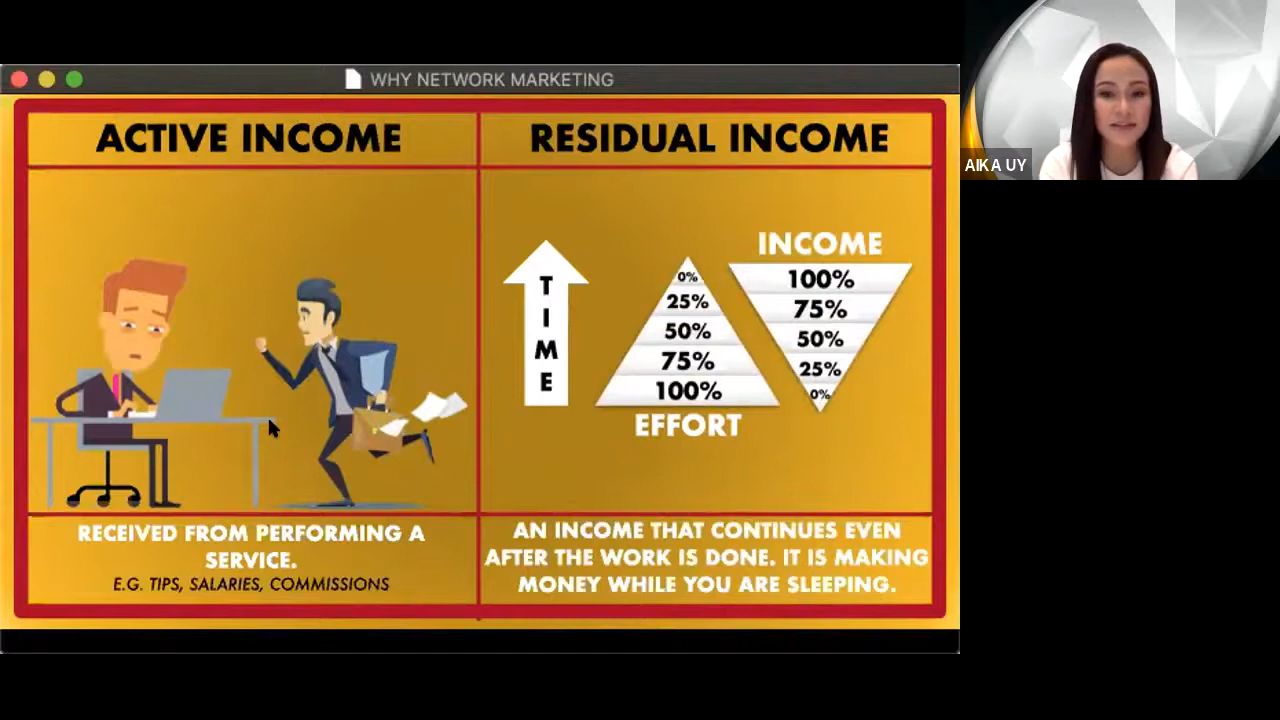 WHY NETWORK MARKETING
AIKA UY
ACTIVE INCOME
RESIDUAL INCOME
INCOME
TIME
0%
25%
50%
75%
100%
EFFORT
100%
75%
50%
25%
0%
RECEIVED FROM PERFORMING A
SERVICE.
E.G. TIPS, SALARIES, COMMISSIONS
AN INCOME THAT CONTINUES EVEN
AFTER THE WORK IS DONE. IT IS MAKING
MONEY WHILE YOU ARE SLEEPING.